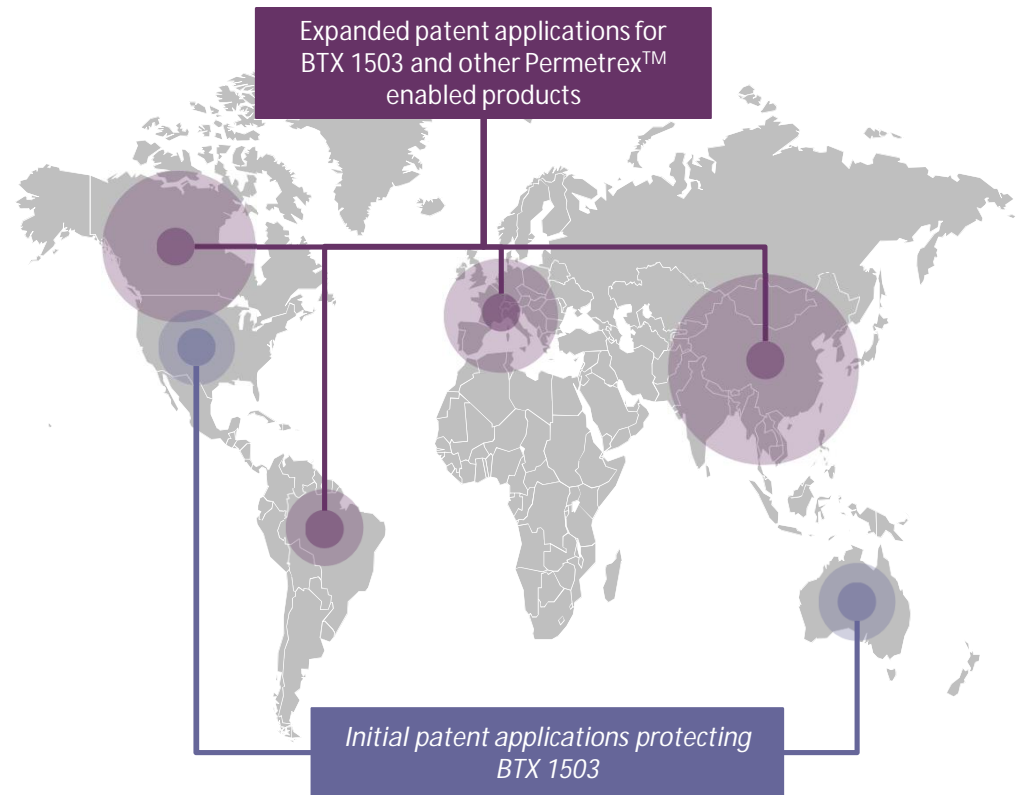 Expanded patent applications for
BTX 1503 and other Permetrex™
enabled products
Initial patent applications protecting
BTX 1503